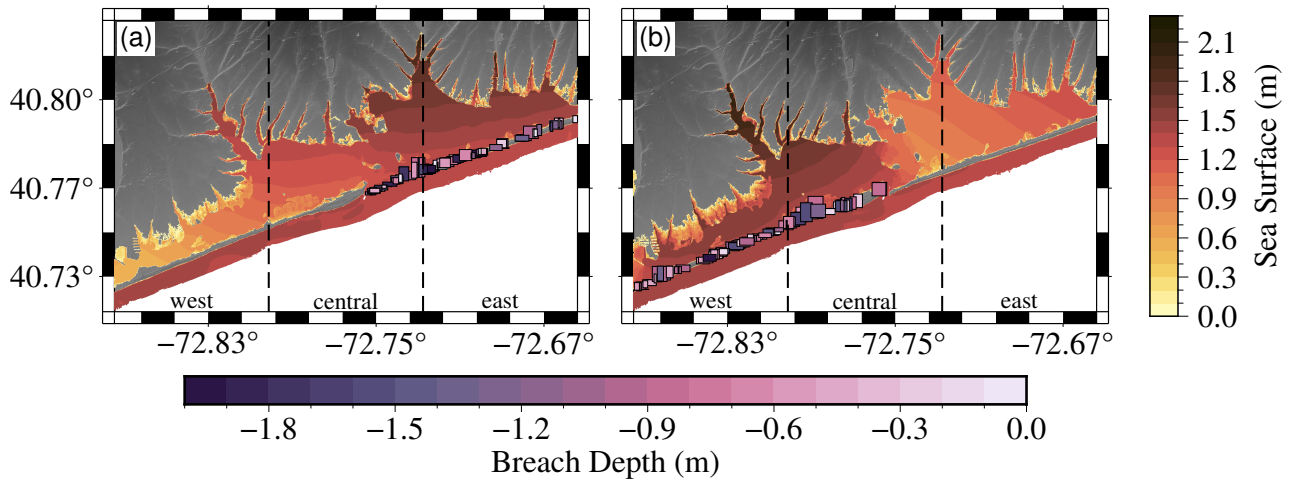 (a)
(b)
40.80°
40.77°
40.73°
west
central
east
west
central
east
−72.83°
−72.75°
−72.67°
−72.83°
−72.75°
−72.67°
2.1
1.8
1.5
1.2
0.9
0.6
0.3
0.0
Sea Surface (m)
−1.8
−1.5
−1.2
−0.9
−0.6
−0.3
0.0
Breach Depth (m)